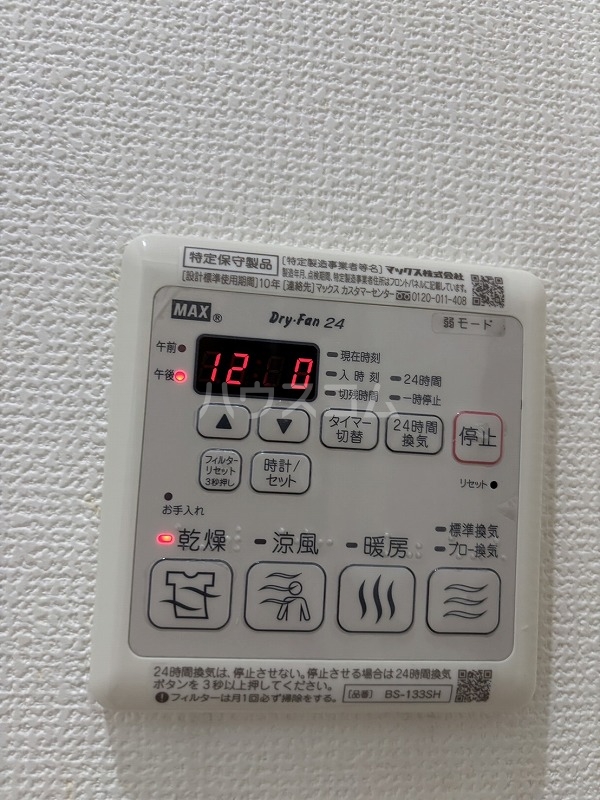 特定保守製品 [特定製造事業者等名] マックス株式会社
製造年月、点検期間、特定製造事業者住所はフロントパネルに記載しています。
[設計標準使用期間]10年 [連絡先]マックス カスタマーセンター 0120-011-408
MAX® Dry-Fan 24 弱モード
午前
午後
12 0
現在時刻
入時刻 24時間
切残時間 一時停止
ハウスコム
▲ ▼ タイマー切替 24時間換気 停止
フィルターリセット3秒押し 時計/セット
リセット
お手入れ
乾燥 涼風 暖房 標準換気
プロー換気
24時間換気は、停止させない。停止させる場合は24時間換気
ボタンを3秒以上押してください。
フィルターは月1回必ず掃除をする。 [品番] BS-133SH